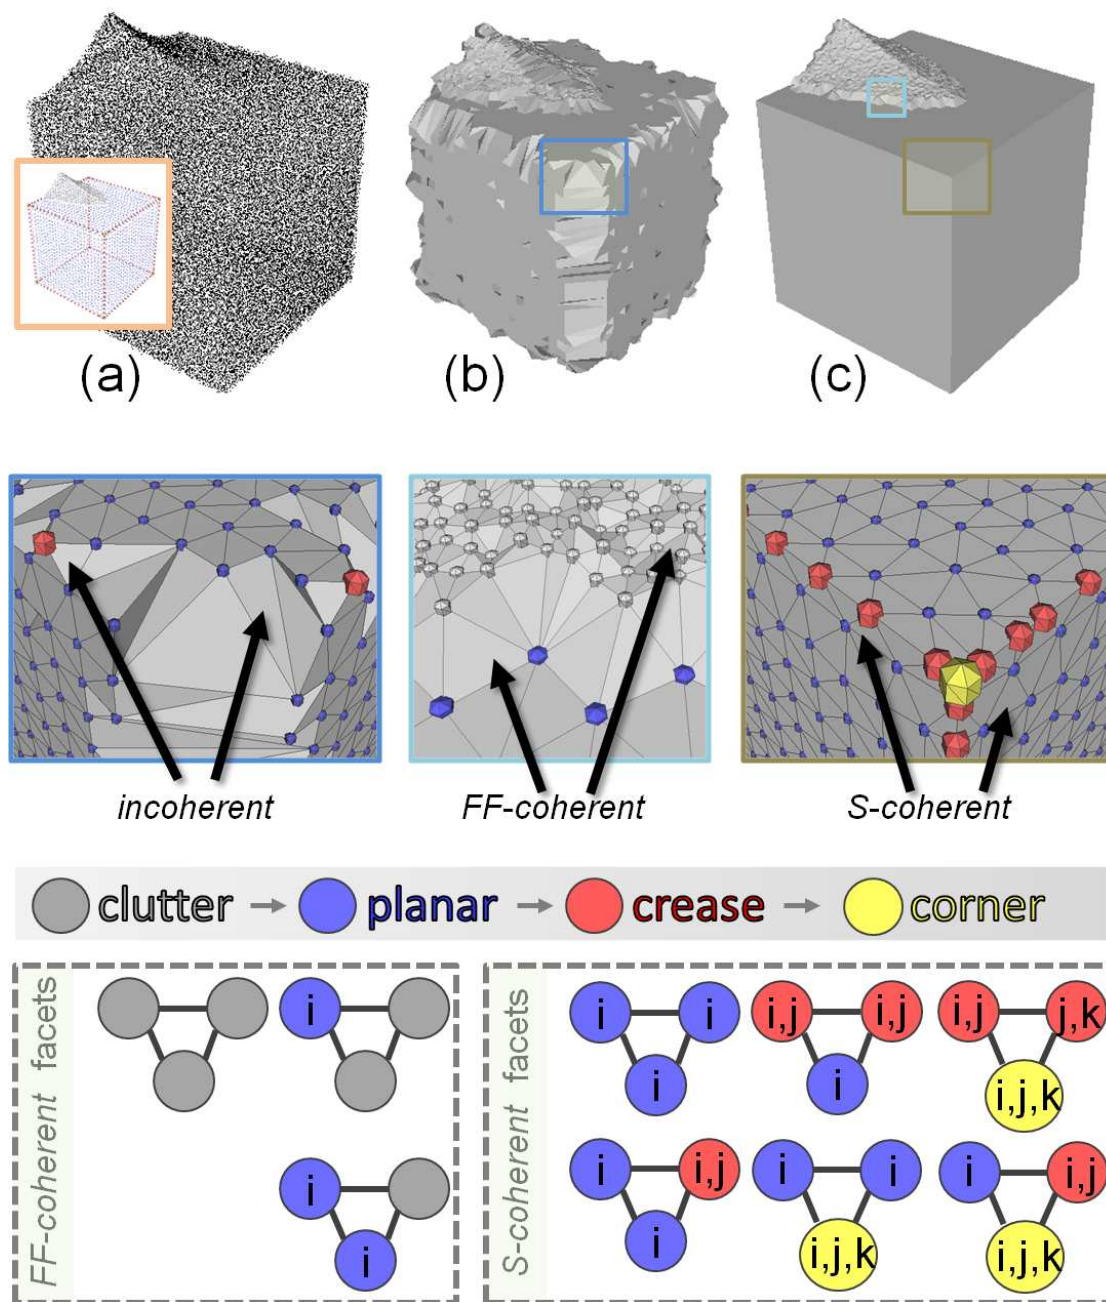 (a) (b) (c)
incoherent FF-coherent S-coherent
clutter → planar → crease → corner
FF-coherent facets
i
i
i
S-coherent facets
i i i,j i,j i,j j,k
i i i,j,k
i i,j i i i i,j
i i,j,k i,j,k